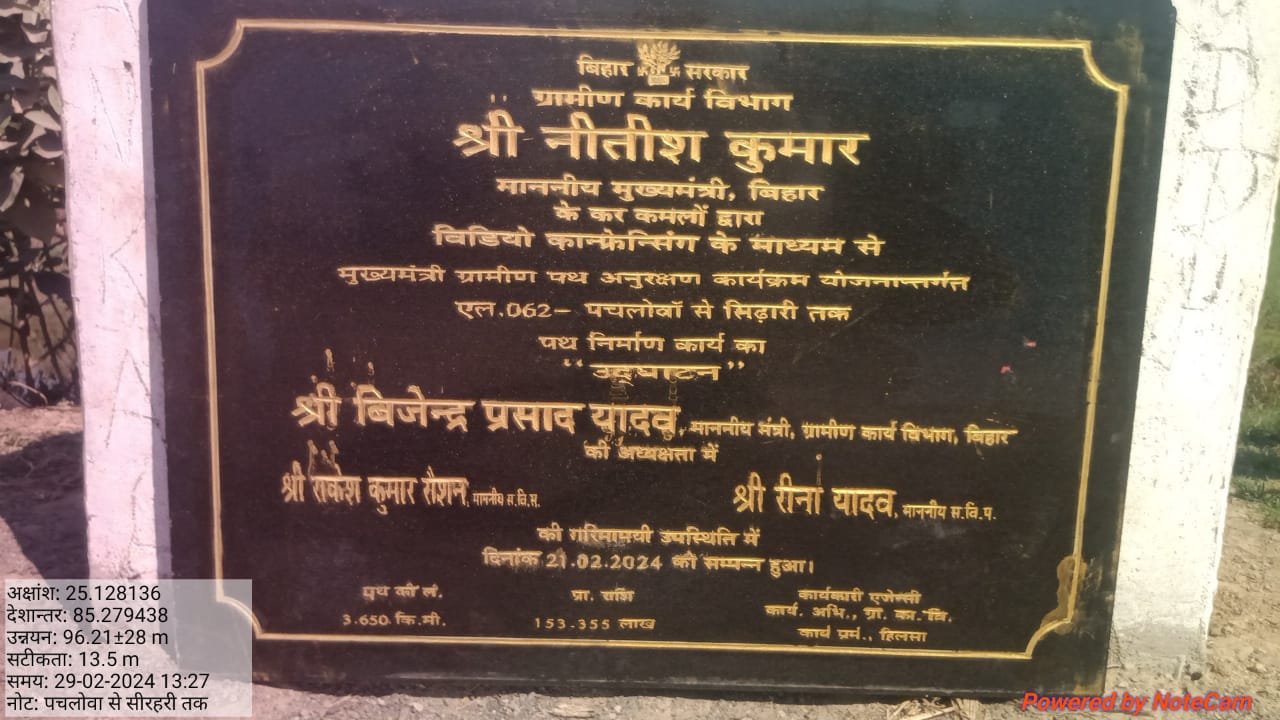 बिहार सरकार
ग्रामीण कार्य विभाग
श्री नीतीश कुमार
माननीय मुख्यमंत्री, बिहार
के कर कमलों द्वारा
विडियो कान्फ्रेन्सिंग के माध्यम से
मुख्यमंत्री ग्रामीण पथ अनुरक्षण कार्यक्रम योजनान्तर्गत
एल.062– पचलोवॉ से सिढ़ारी तक
पथ निर्माण कार्य का
“उद्घाटन”
श्री बिजेन्द्र प्रसाद यादव, माननीय मंत्री, ग्रामीण कार्य विभाग, बिहार
की अध्यक्षता में
श्री राकेश कुमार रौशन, माननीय स.वि.स. श्री रीना यादव, माननीय स.वि.प.
की गरिमामयी उपस्थिति में
दिनांक 21.02.2024 को सम्पन्न हुआ।
पथ की लं. प्रा. राशि कार्यकारी एजेन्सी
3.650 कि.मी. 153.355 लाख कार्य. अभि., ग्रा. का. वि.
कार्य प्रमं., हिलसा
अक्षांश: 25.128136
देशान्तर: 85.279438
उन्नयन: 96.21±28 m
सटीकता: 13.5 m
समय: 29-02-2024 13:27
नोट: पचलोवा से सीरहरी तक
Powered by NoteCam